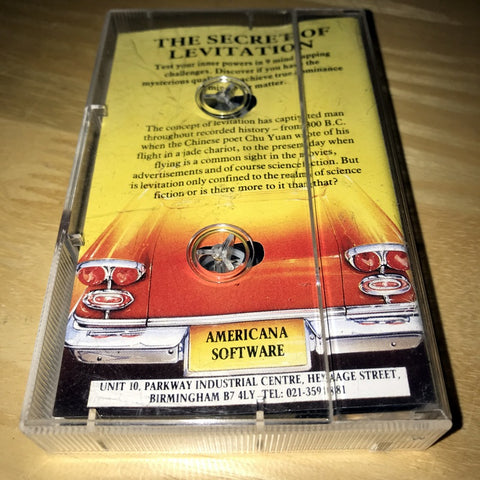 THE SECRET OF
LEVITATION
Test your inner powers in 9 mind
challenges. Discover if you have the
mysterious achieve true
matter.
The concept of levitation has captivated man
throughout recorded history – from 300 B.C.
when the Chinese poet Chu Yuan wrote of his
flight in a jade chariot, to the present day when
flying is a common sight in the movies,
advertisements and of course science fiction. But
is levitation only confined to the realms of science
fiction or is there more to it than that?
AMERICANA
SOFTWARE
UNIT 10, PARKWAY INDUSTRIAL CENTRE, HENEAGE STREET,
BIRMINGHAM B7 4LY TEL: